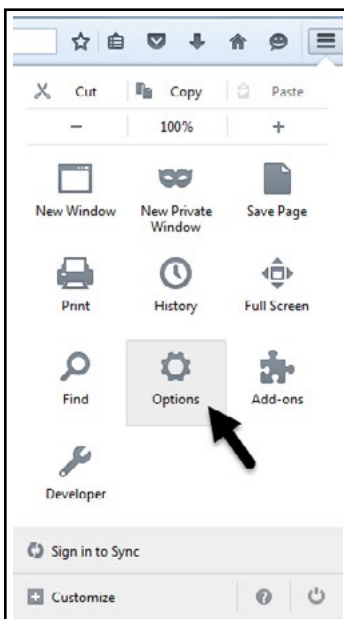 Cut Copy Paste
100%
New Window New Private Window Save Page
Print History Full Screen
Find Options Add-ons
Developer
Sign in to Sync
Customize